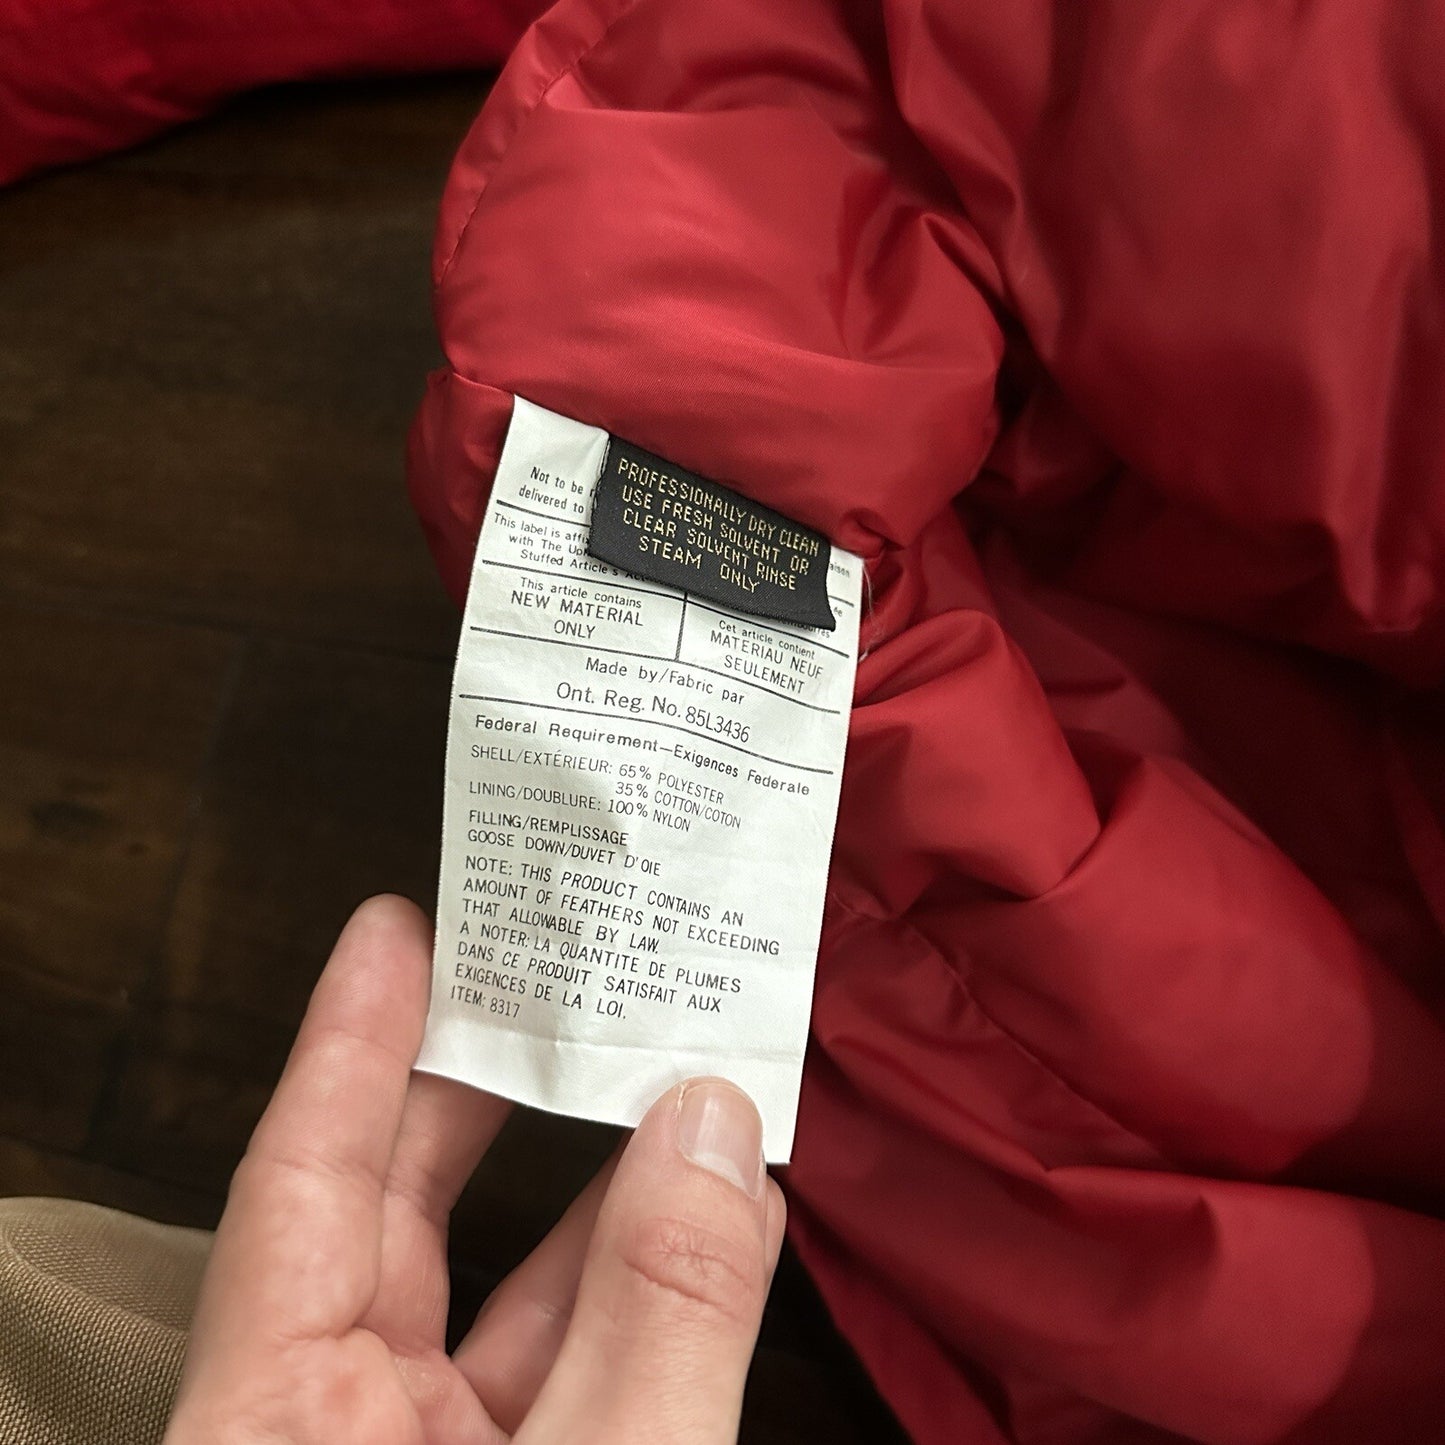 PROFESSIONALLY DRY CLEAN
USE FRESH SOLVENT OR
CLEAR SOLVENT RINSE
STEAM ONLY
Not to be
delivered to
This label is
with The
Stuffed Article's
This article contains
NEW MATERIAL
ONLY
Cet article contient
MATERIAU NEUF
SEULEMENT
Made by/Fabric par
Ont. Reg. No. 85L3436
Federal Requirement—Exigences Federale
SHELL/EXTÉRIEUR: 65% POLYESTER
35% COTTON/COTON
LINING/DOUBLURE: 100% NYLON
FILLING/REMPLISSAGE
GOOSE DOWN/DUVET D'OIE
NOTE: THIS PRODUCT CONTAINS AN
AMOUNT OF FEATHERS NOT EXCEEDING
THAT ALLOWABLE BY LAW.
A NOTER: LA QUANTITE DE PLUMES
DANS CE PRODUIT SATISFAIT AUX
EXIGENCES DE LA LOI.
ITEM: 8317